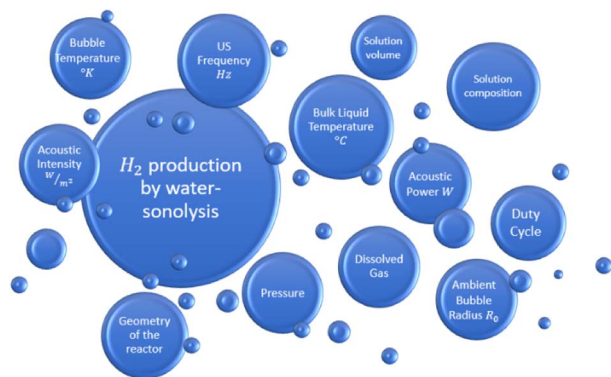 Bubble
Temperature
°K
US
Frequency
Hz
Solution
volume
Solution
composition
Bulk Liquid
Temperature
°C
Acoustic
Intensity
W/m²
H₂ production
by water-
sonolysis
Acoustic
Power W
Duty
Cycle
Dissolved
Gas
Pressure
Ambient
Bubble
Radius R₀
Geometry
of the
reactor